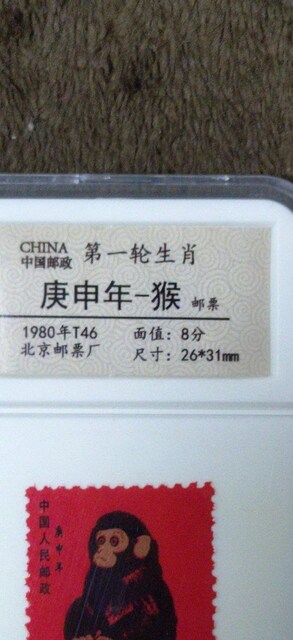 CHINA
中国邮政
第一轮生肖
庚申年-猴 邮票
1980年T46 面值: 8分
北京邮票厂 尺寸: 26*31mm
中国人民邮政
庚申年